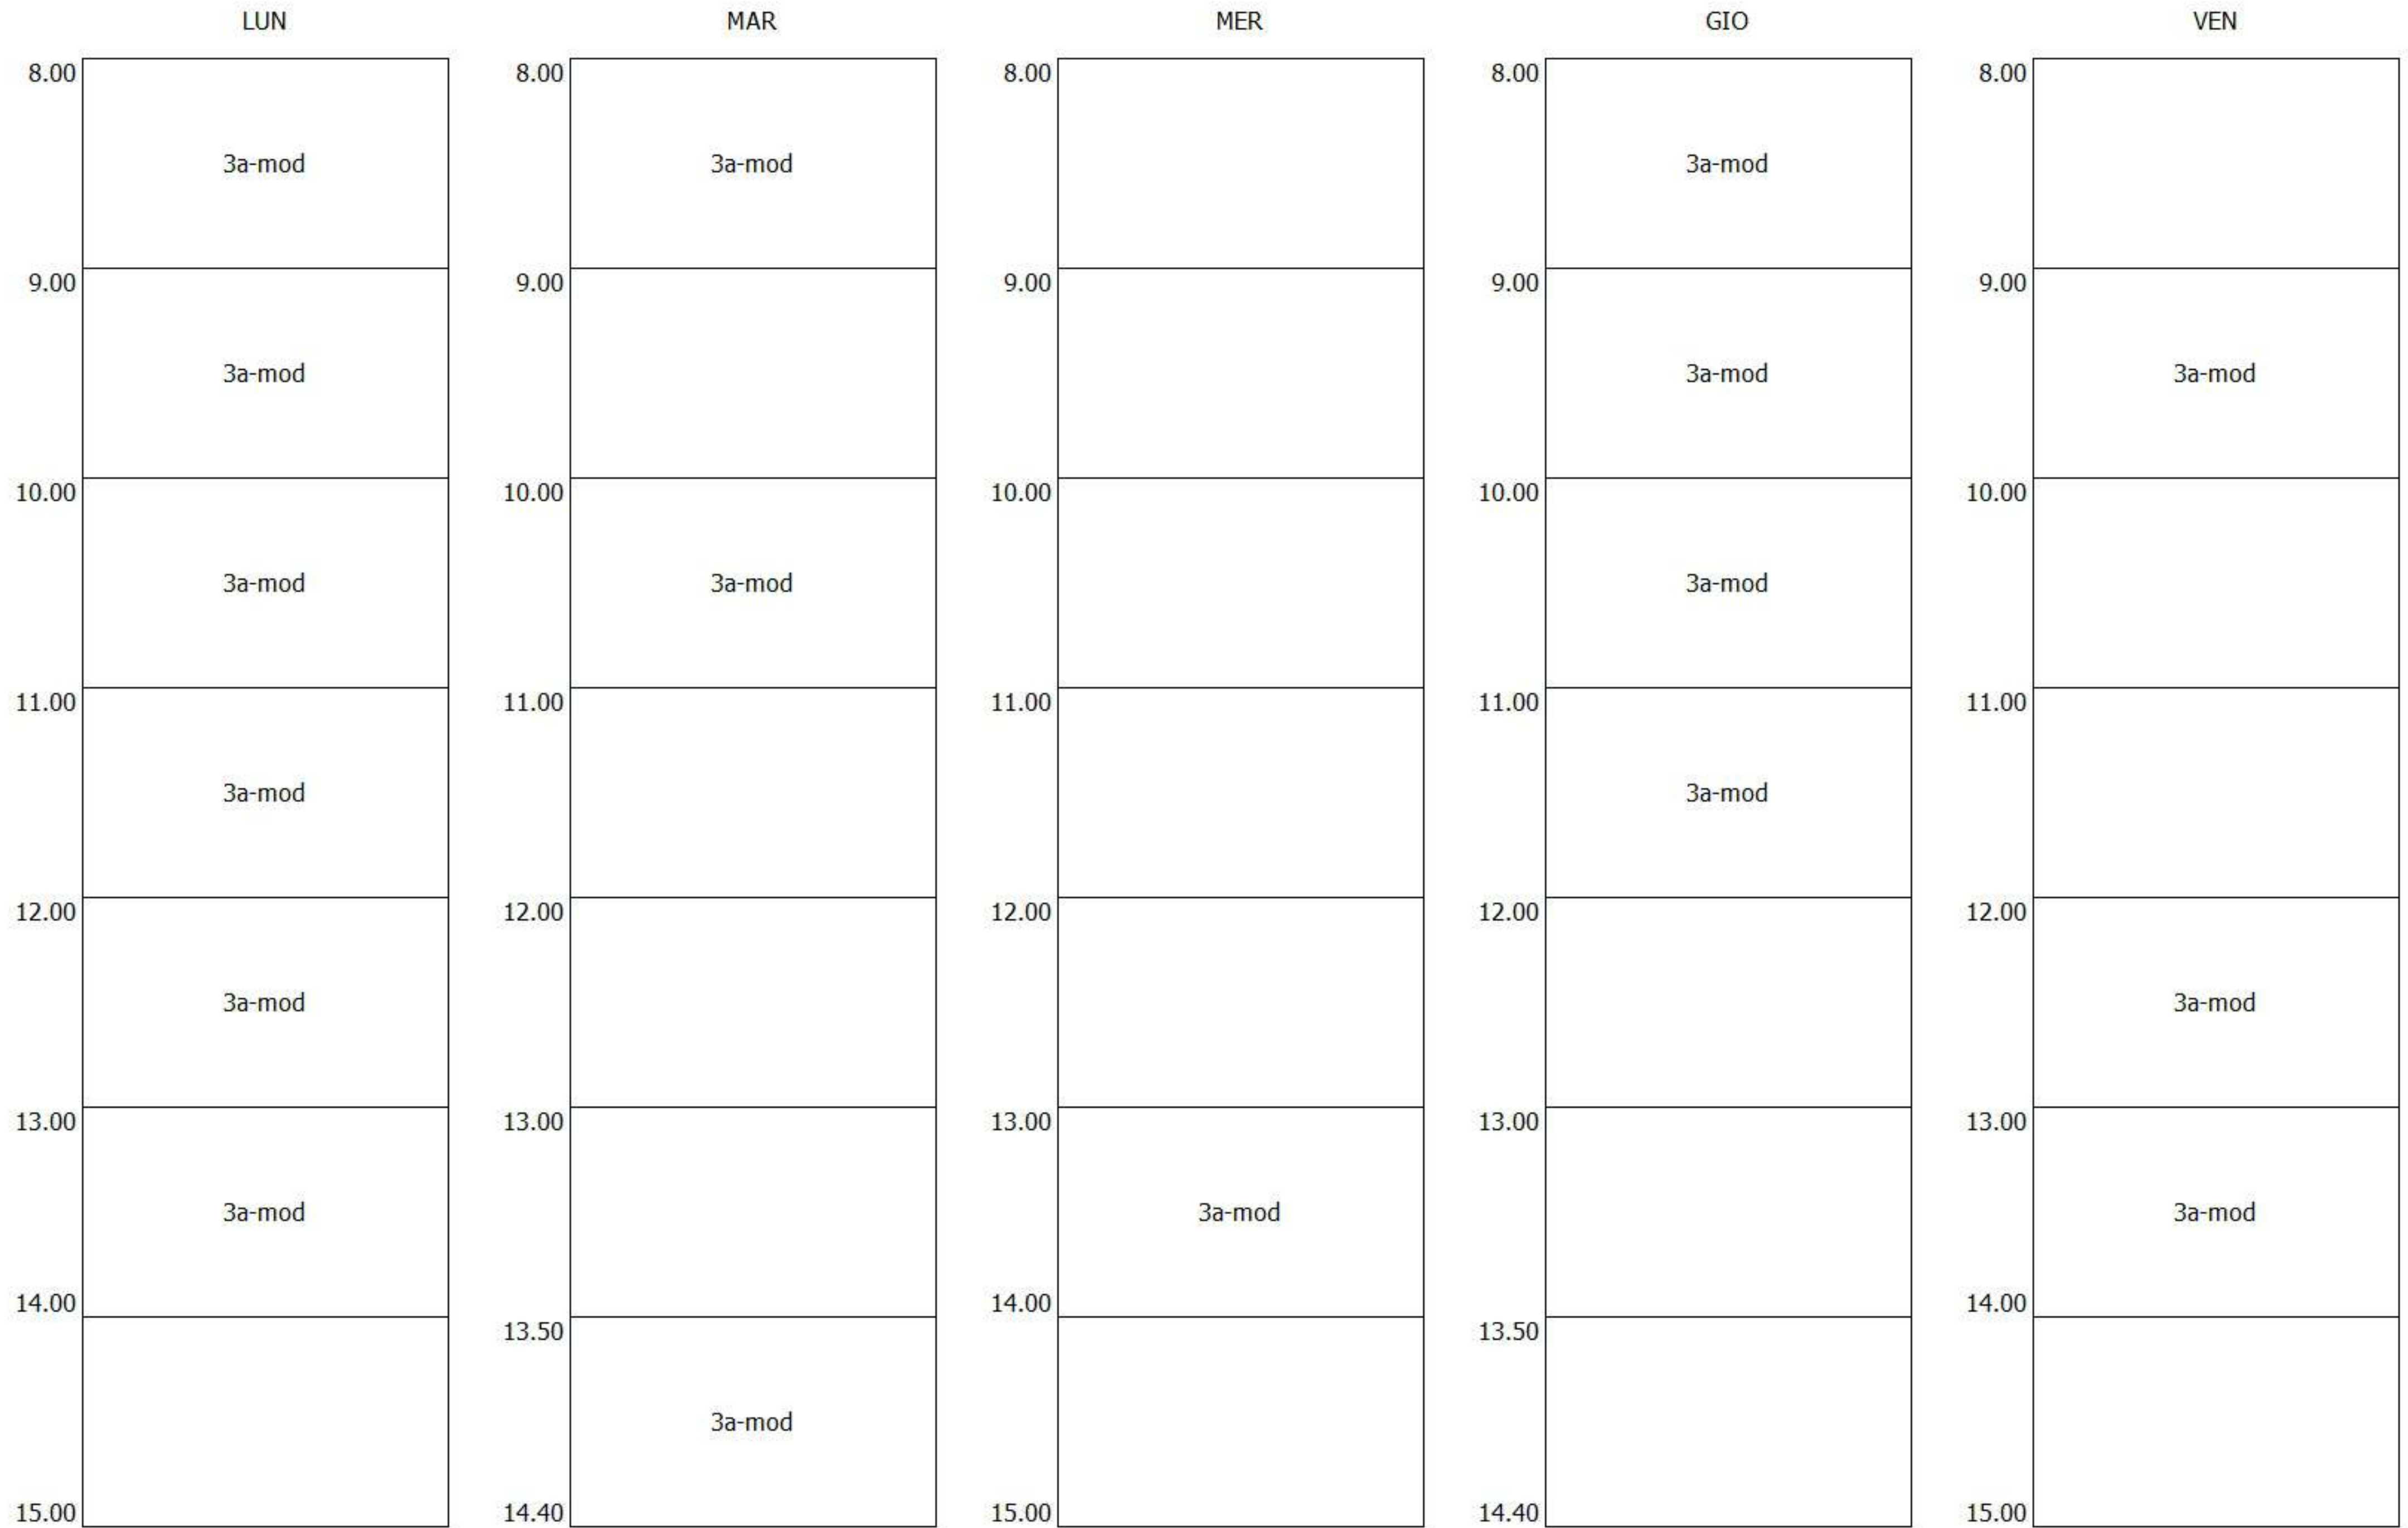 LUN MAR MER GIO VEN
8.00 8.00 8.00 8.00 8.00
3a-mod 3a-mod 3a-mod
9.00 9.00 9.00 9.00 9.00
3a-mod 3a-mod 3a-mod
10.00 10.00 10.00 10.00 10.00
3a-mod 3a-mod 3a-mod
11.00 11.00 11.00 11.00 11.00
3a-mod 3a-mod
12.00 12.00 12.00 12.00 12.00
3a-mod 3a-mod
13.00 13.00 13.00 13.00 13.00
3a-mod 3a-mod 3a-mod
14.00 14.00 14.00
13.50 13.50
3a-mod
15.00 14.40 15.00 14.40 15.00